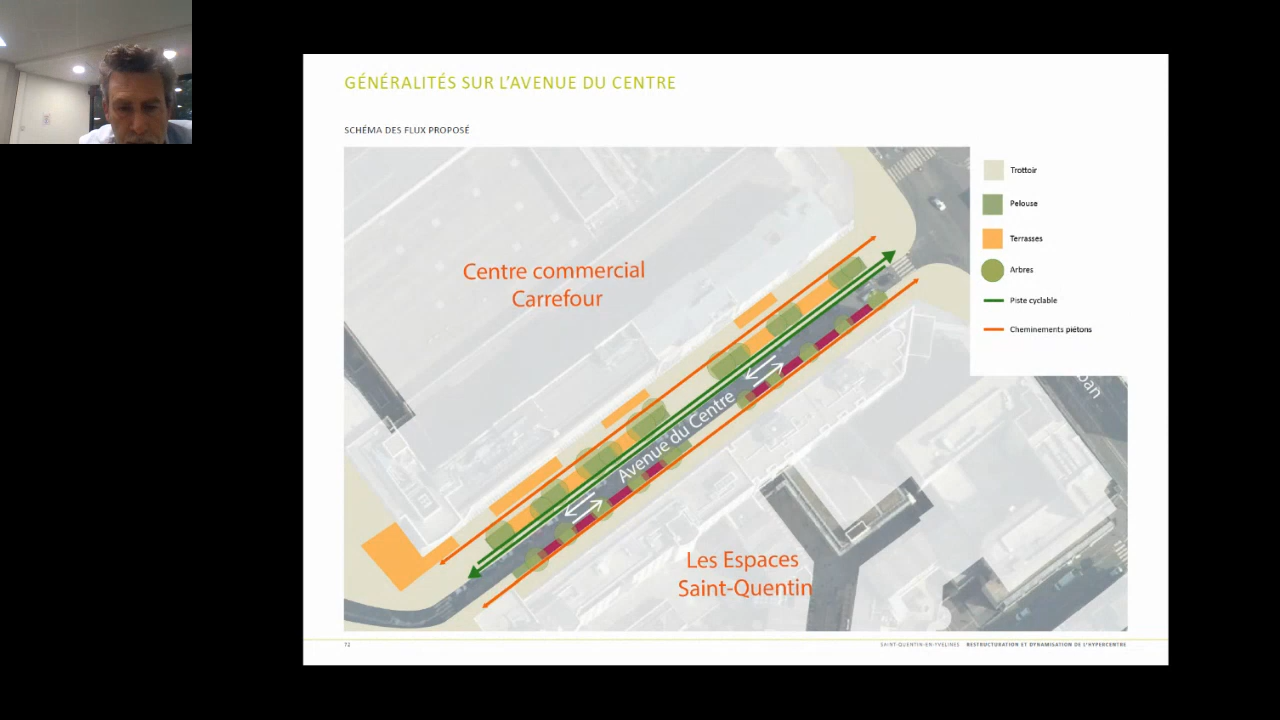 GÉNÉRALITÉS SUR L'AVENUE DU CENTRE
SCHÉMA DES FLUX PROPOSÉ
Trottoir
Pelouse
Terrasses
Arbres
Piste cyclable
Cheminements piétons
Centre commercial
Carrefour
Avenue du Centre
Les Espaces
Saint-Quentin
72
SAINT-QUENTIN-EN-YVELINES RESTRUCTURATION ET DYNAMISATION DE L'HYPERCENTRE